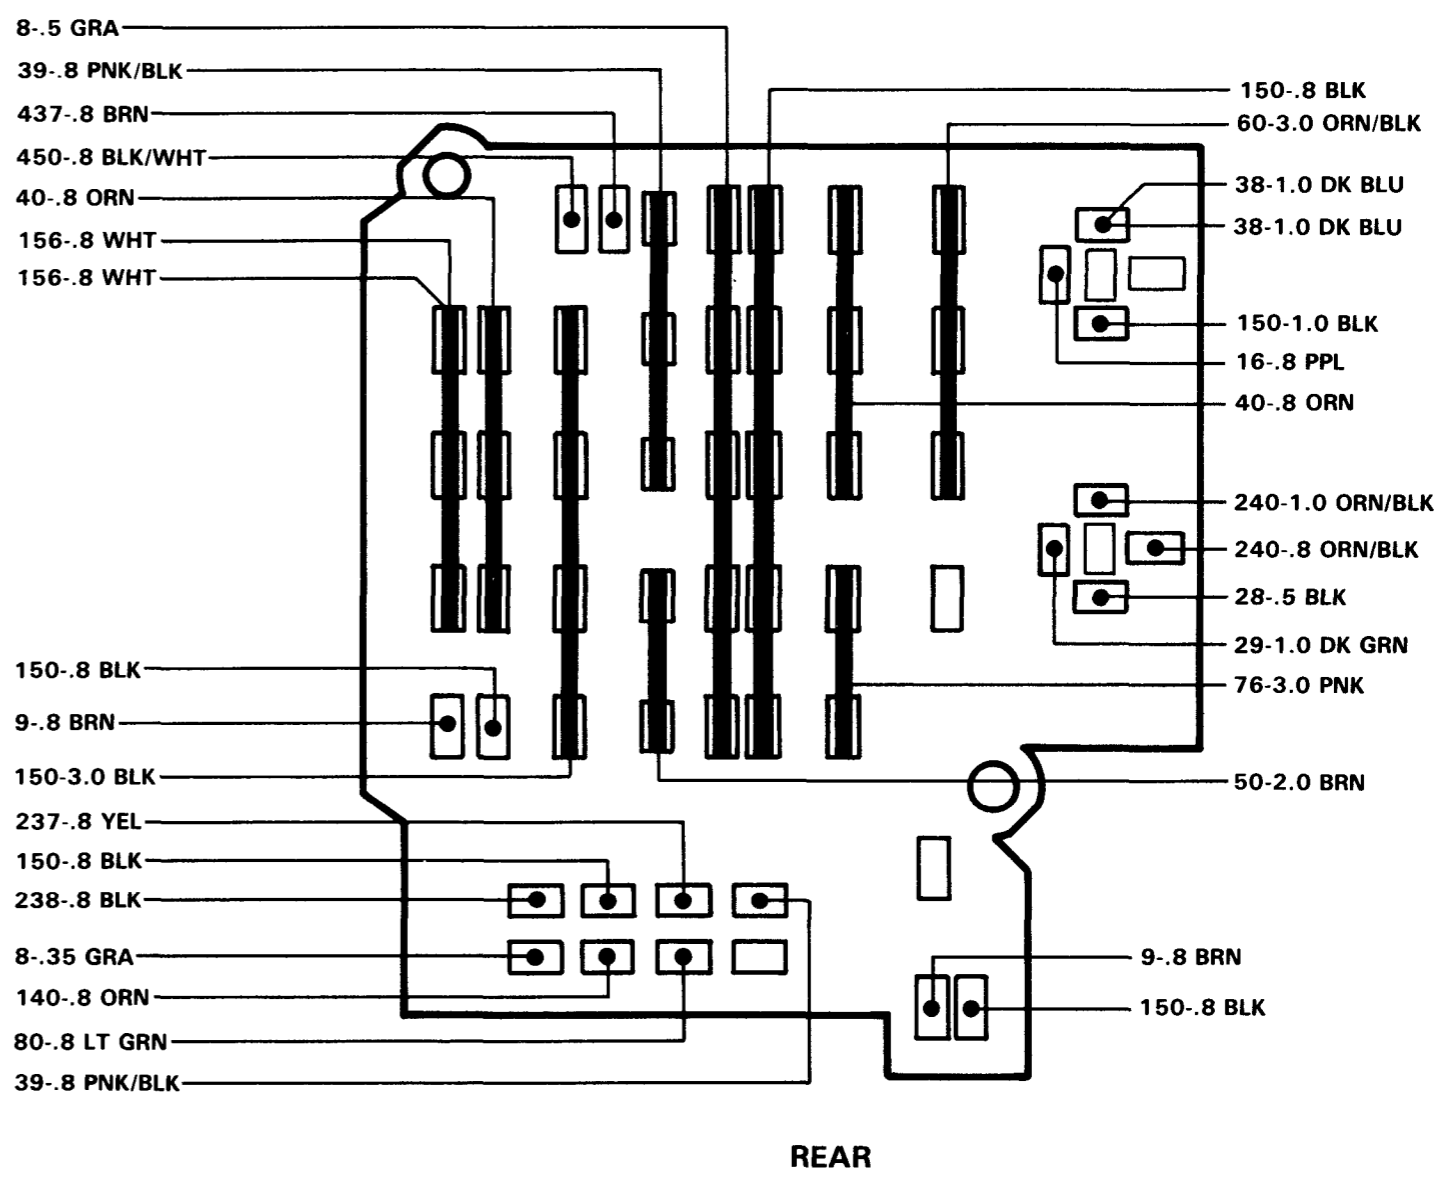 8-.5 GRA
39-.8 PNK/BLK
437-.8 BRN
450-.8 BLK/WHT
40-.8 ORN
156-.8 WHT
156-.8 WHT
150-.8 BLK
9-.8 BRN
150-3.0 BLK
237-.8 YEL
150-.8 BLK
238-.8 BLK
8-.35 GRA
140-.8 ORN
80-.8 LT GRN
39-.8 PNK/BLK
150-.8 BLK
60-3.0 ORN/BLK
38-1.0 DK BLU
38-1.0 DK BLU
150-1.0 BLK
16-.8 PPL
40-.8 ORN
240-1.0 ORN/BLK
240-.8 ORN/BLK
28-.5 BLK
29-1.0 DK GRN
76-3.0 PNK
50-2.0 BRN
9-.8 BRN
150-.8 BLK
REAR